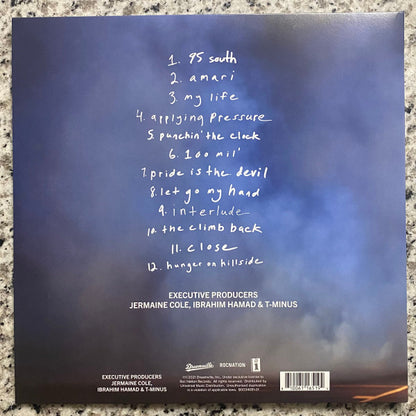 1. 95 south
2. amari
3. my life
4. applying pressure
5. punchin' the clock
6. 100 mil'
7. pride is the devil
8. let go my hand
9. interlude
10. the climb back
11. close
12. hunger on hillside
EXECUTIVE PRODUCERS
JERMAINE COLE, IBRAHIM HAMAD & T-MINUS
EXECUTIVE PRODUCERS
JERMAINE COLE,
IBRAHIM HAMAD & T-MINUS
Dreamville
ROCNATION